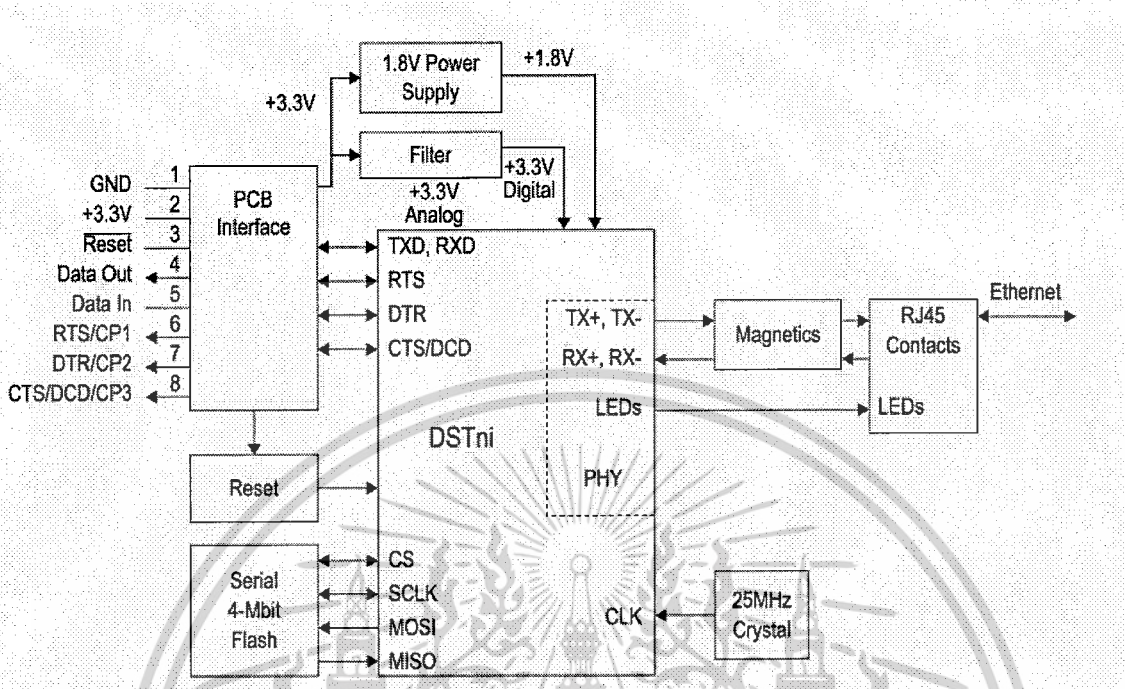 1.8V Power
Supply
+1.8V
+3.3V
Filter
+3.3V
Digital
+3.3V
Analog
GND
1
+3.3V
2
Reset
3
Data Out
4
Data In
5
RTS/CP1
6
DTR/CP2
7
CTS/DCD/CP3
8
PCB
Interface
TXD, RXD
RTS
DTR
CTS/DCD
TX+, TX-
RX+, RX-
LEDs
PHY
DSTni
Magnetics
RJ45
Contacts
LEDs
Ethernet
Reset
Serial
4-Mbit
Flash
CS
SCLK
MOSI
MISO
CLK
25MHz
Crystal